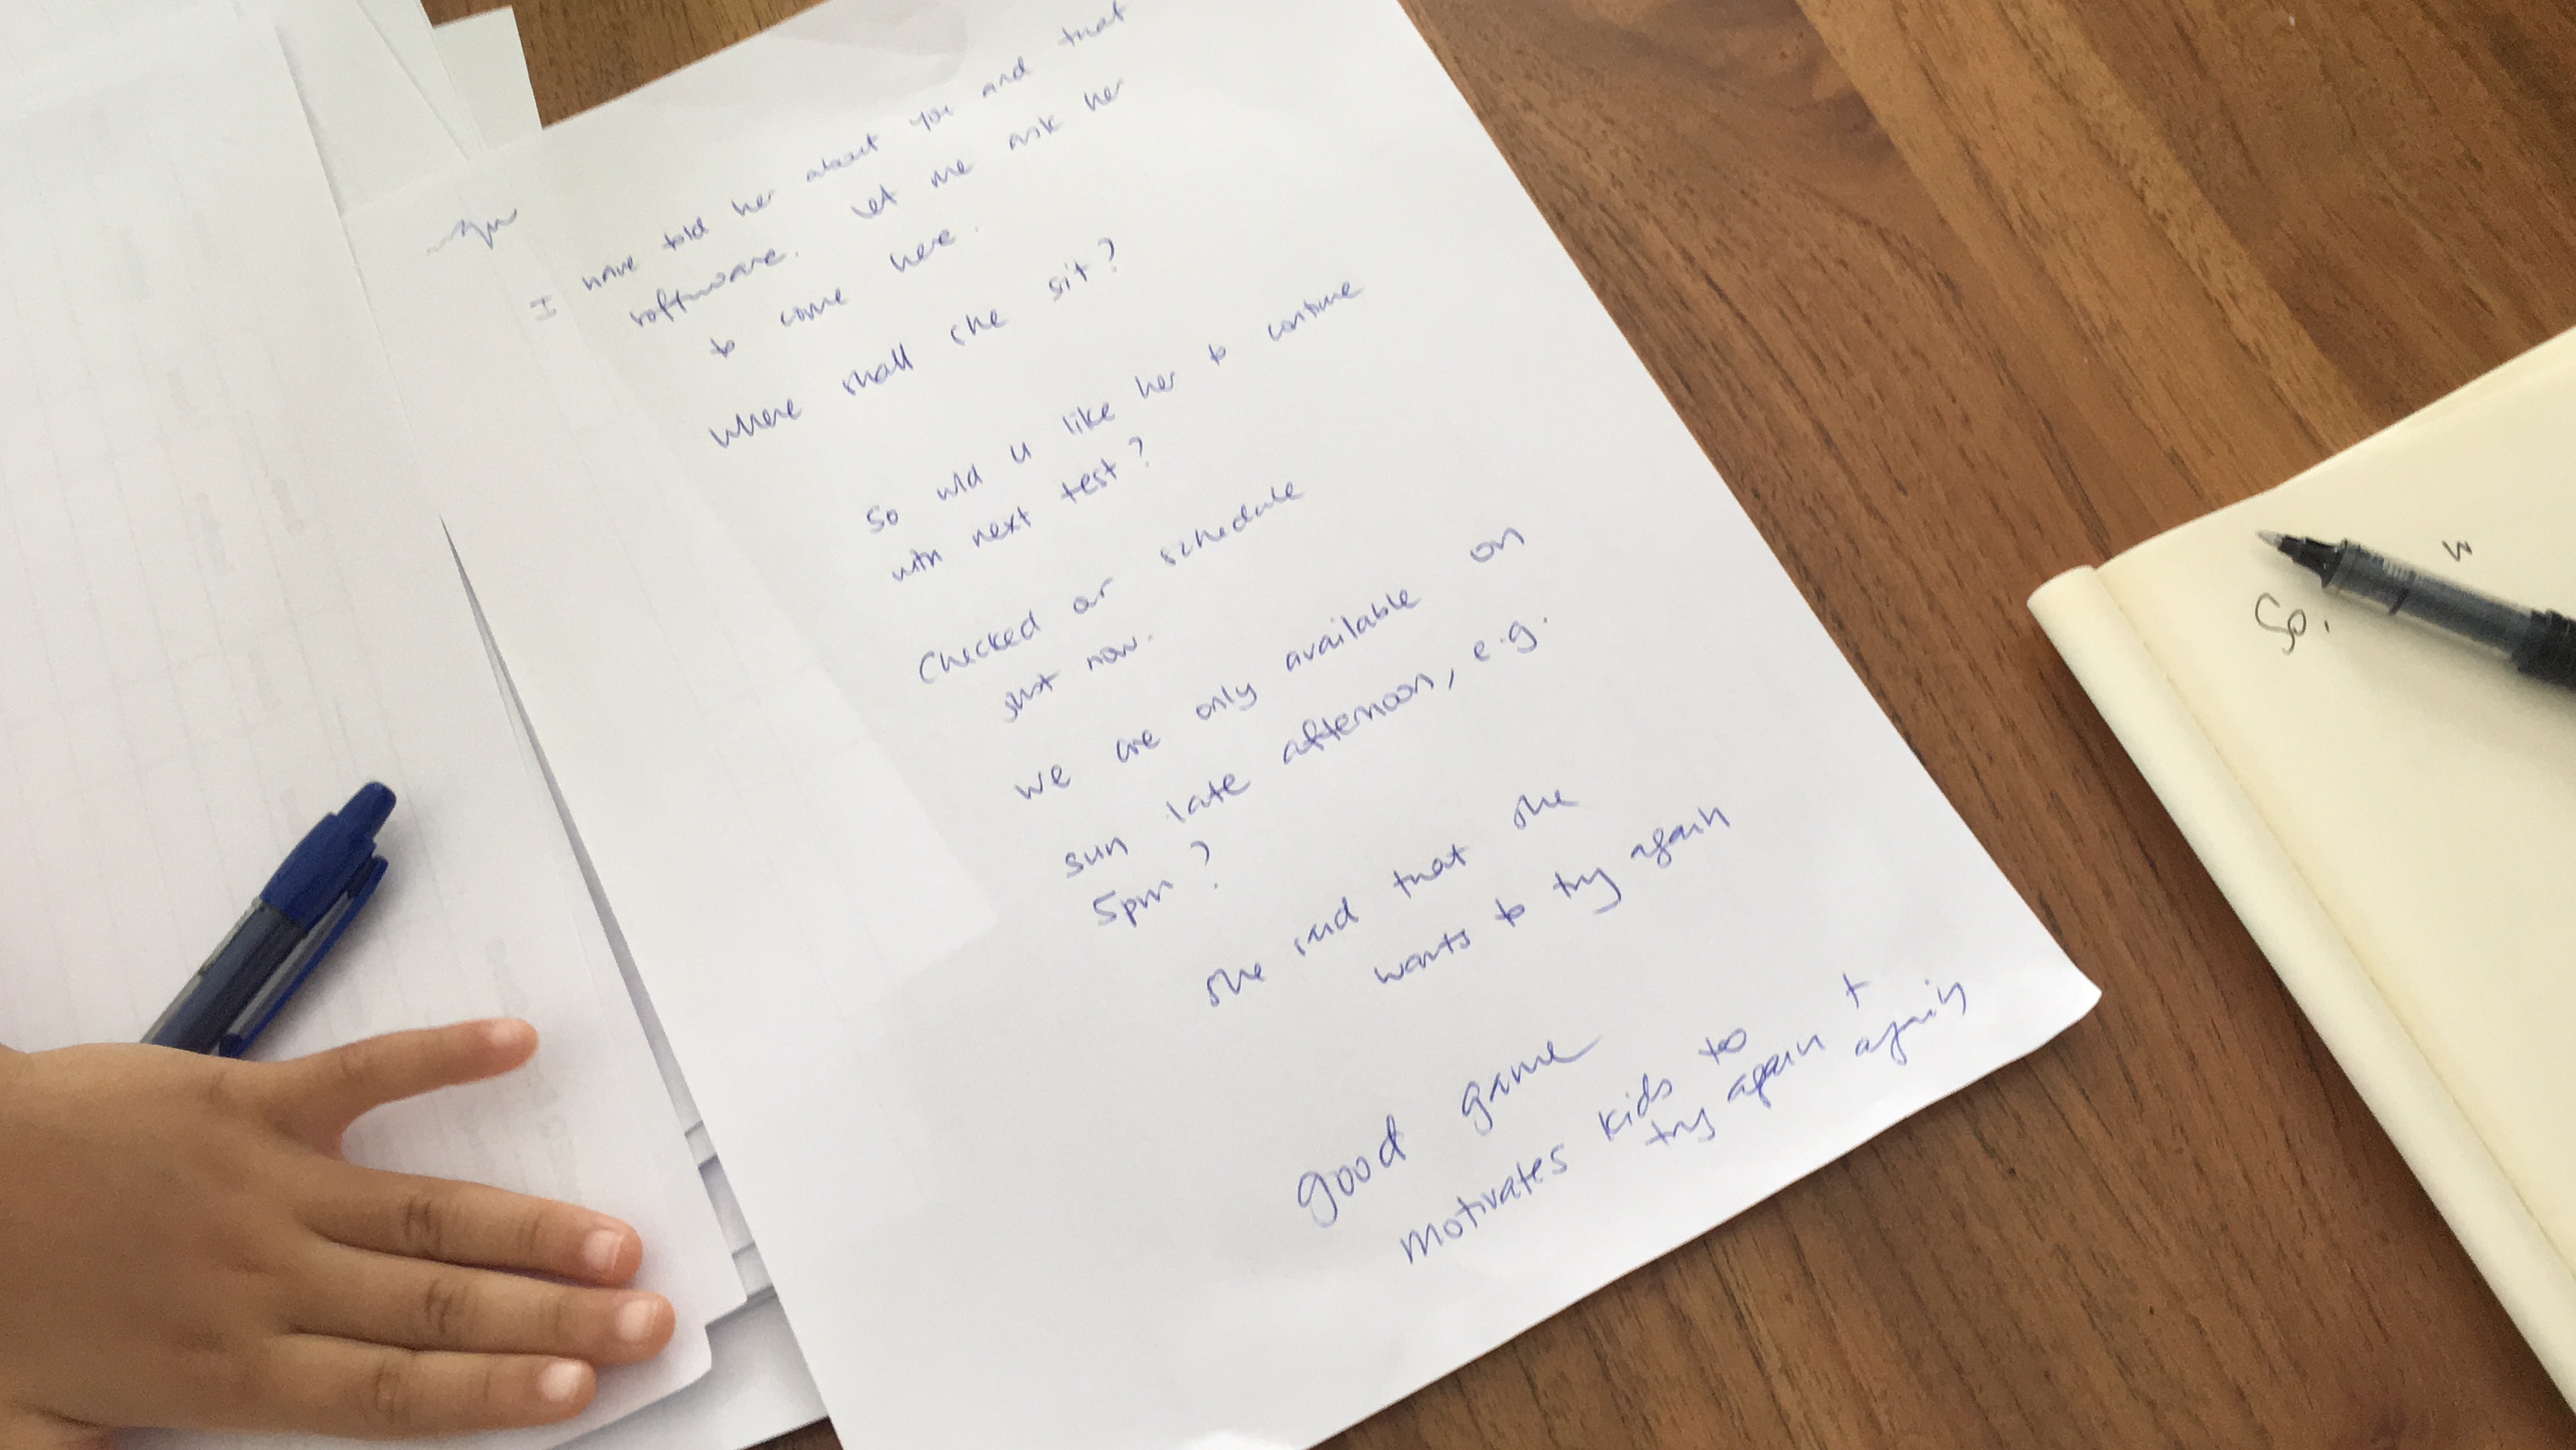 I have told her about you and that
software. Let me ask her
to come here.
Where shall she sit?
So wld u like her to continue
with next test?
Checked our schedule
just now.
We are only available on
sun late afternoon, e.g.
5pm?
She said that she
wants to try again
good game
motivates kids to
try again +
again
So,